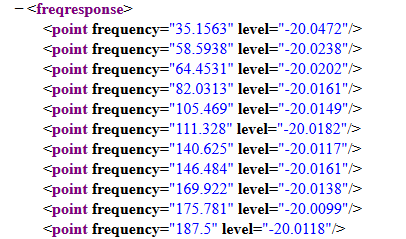 − <freqresponse>
<point frequency="35.1563" level="-20.0472"/>
<point frequency="58.5938" level="-20.0238"/>
<point frequency="64.4531" level="-20.0202"/>
<point frequency="82.0313" level="-20.0161"/>
<point frequency="105.469" level="-20.0149"/>
<point frequency="111.328" level="-20.0182"/>
<point frequency="140.625" level="-20.0117"/>
<point frequency="146.484" level="-20.0161"/>
<point frequency="169.922" level="-20.0138"/>
<point frequency="175.781" level="-20.0099"/>
<point frequency="187.5" level="-20.0118"/>